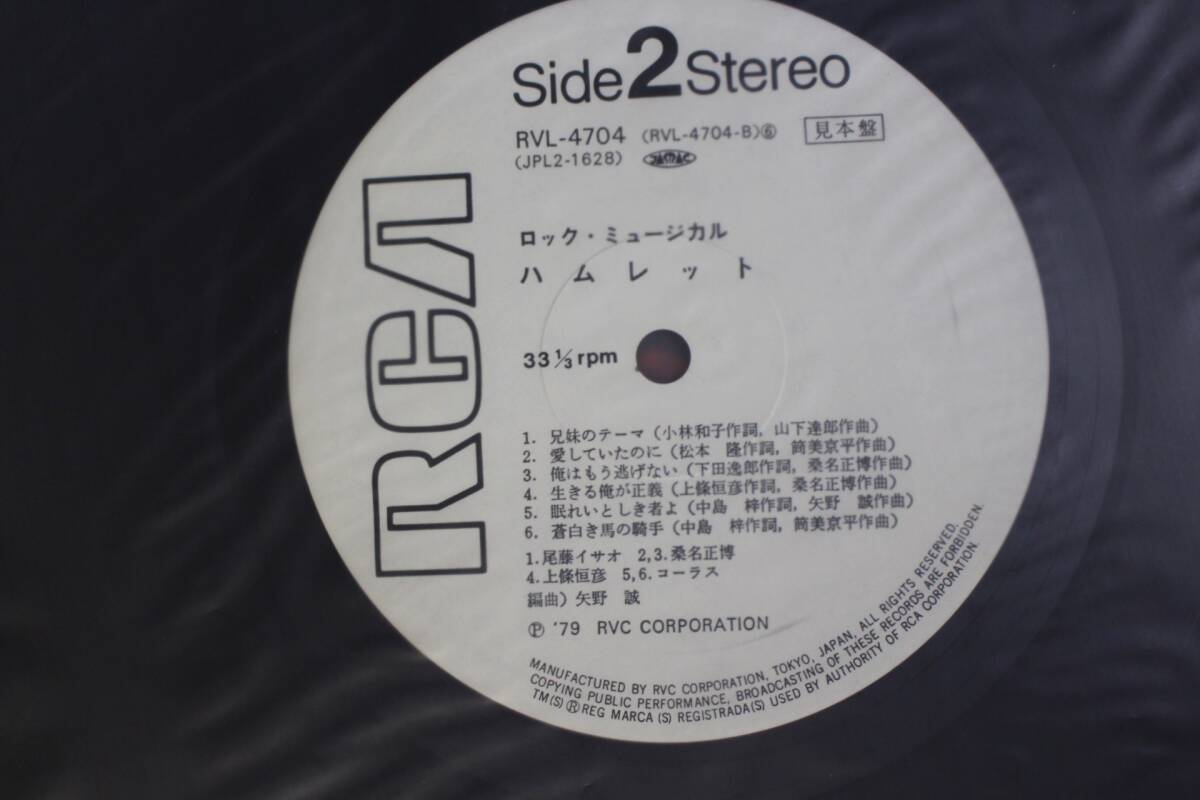 Side 2 Stereo
RVL-4704 (RVL-4704-B)⑥ 見本盤
(JPL2-1628) JASRAC
RCA
ロック・ミュージカル
ハムレット
33 1/3 rpm
1. 兄妹のテーマ(小林和子作詞, 山下達郎作曲)
2. 愛していたのに(松本 隆作詞, 筒美京平作曲)
3. 俺はもう逃げない(下田逸郎作詞, 桑名正博作曲)
4. 生きる俺が正義(上條恒彦作詞, 桑名正博作曲)
5. 眠れいとしき者よ(中島 梓作詞, 矢野 誠作曲)
6. 蒼白き馬の騎手(中島 梓作詞, 筒美京平作曲)
1.尾藤イサオ 2,3.桑名正博
4.上條恒彦 5,6.コーラス
編曲)矢野 誠
Ⓟ '79 RVC CORPORATION
MANUFACTURED BY RVC CORPORATION, TOKYO, JAPAN, ALL RIGHTS RESERVED.
COPYING PUBLIC PERFORMANCE, BROADCASTING OF THESE RECORDS ARE FORBIDDEN.
TM(S) ® REG MARCA (S) REGISTRADA(S) USED BY AUTHORITY OF RCA CORPORATION.